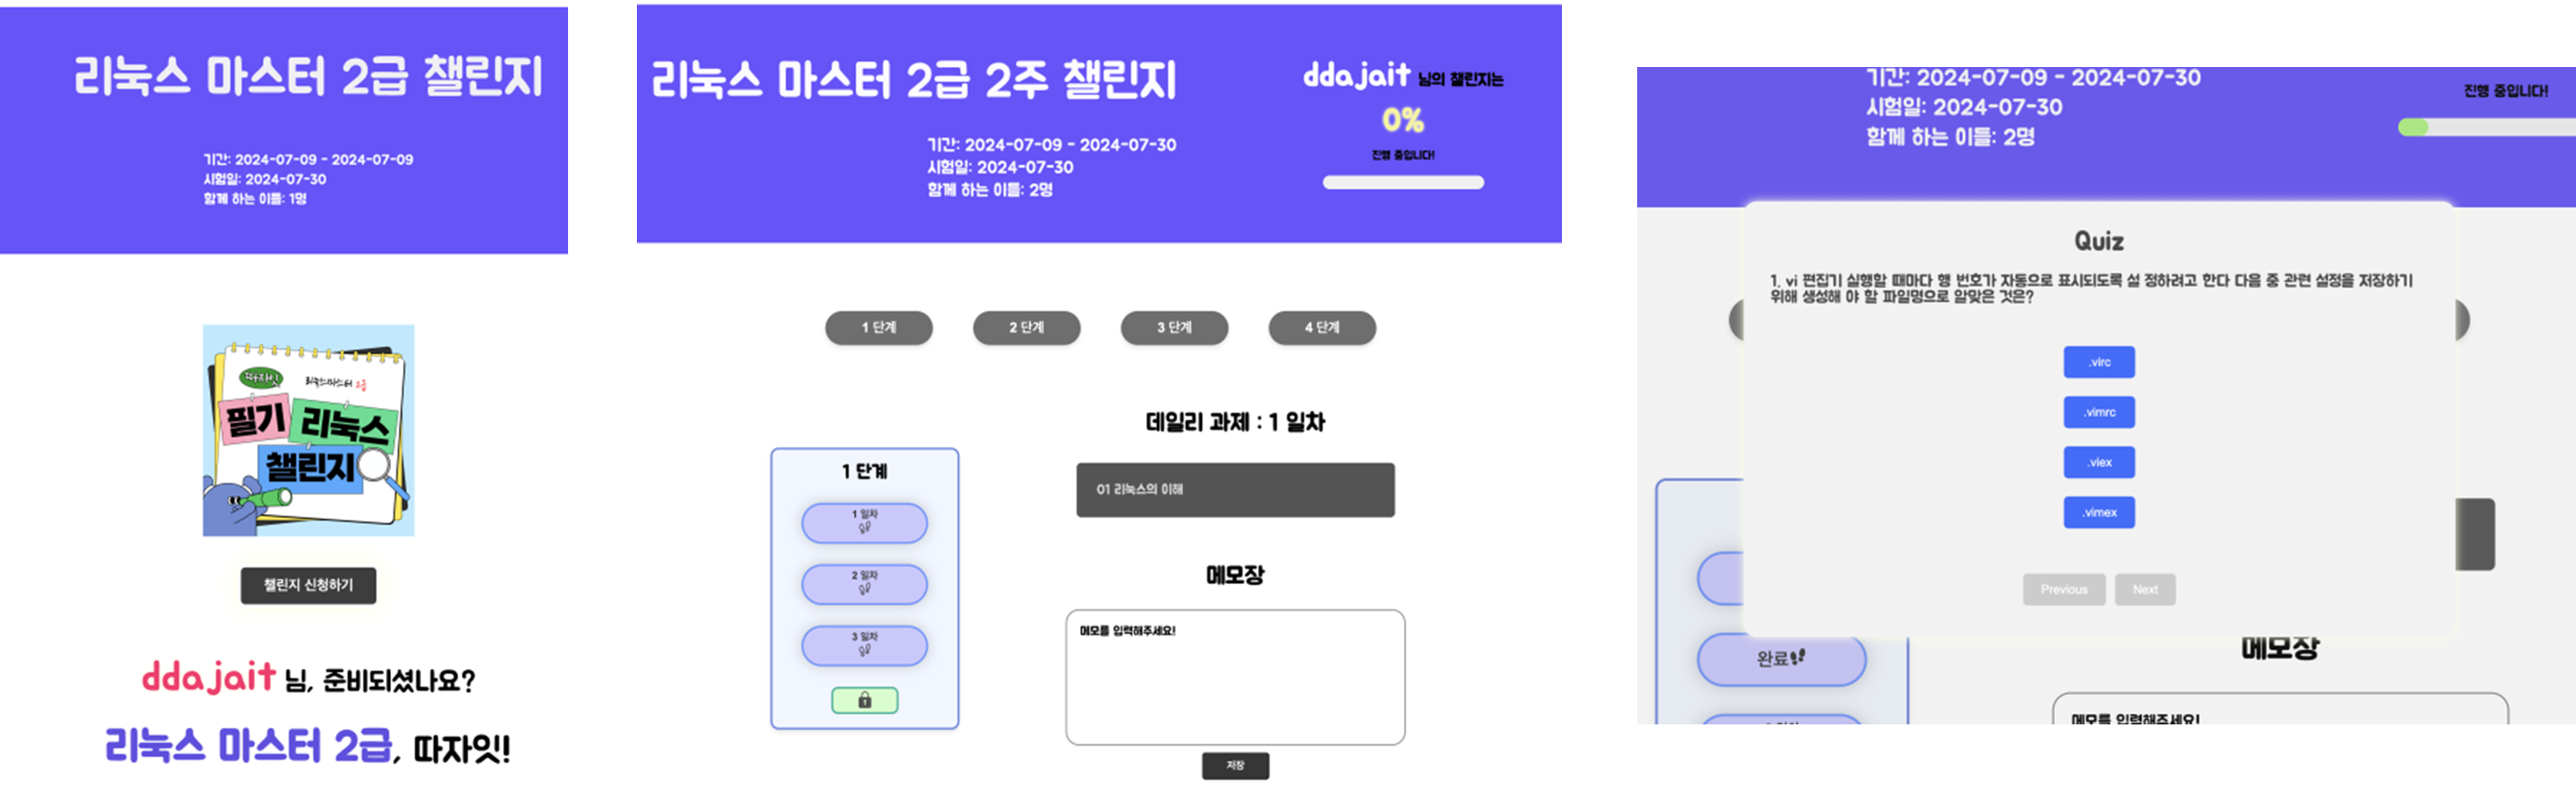 리눅스 마스터 2급 챌린지
기간: 2024-07-09 - 2024-07-09
시험일: 2024-07-30
함께 하는 이들: 1명
따자잇
리눅스마스터 2급
필기
리눅스
챌린지
챌린지 신청하기
ddajait 님, 준비되셨나요?
리눅스 마스터 2급, 따자잇!
리눅스 마스터 2급 2주 챌린지
기간: 2024-07-09 - 2024-07-30
시험일: 2024-07-30
함께 하는 이들: 2명
ddajait 님의 챌린지는
0%
진행 중입니다!
1 단계
2 단계
3 단계
4 단계
1 단계
1 일차
2 일차
3 일차
데일리 과제 : 1 일차
01 리눅스의 이해
메모장
메모를 입력해주세요!
저장
기간: 2024-07-09 - 2024-07-30
시험일: 2024-07-30
함께 하는 이들: 2명
진행 중입니다!
Quiz
1. vi 편집기 실행할 때마다 행 번호가 자동으로 표시되도록 설 정하려고 한다 다음 중 관련 설정을 저장하기
위해 생성해 야 할 파일명으로 알맞은 것은?
.virc
.vimrc
.viex
.vimex
Previous
Next
완료
메모장
메모를 입력해주세요!